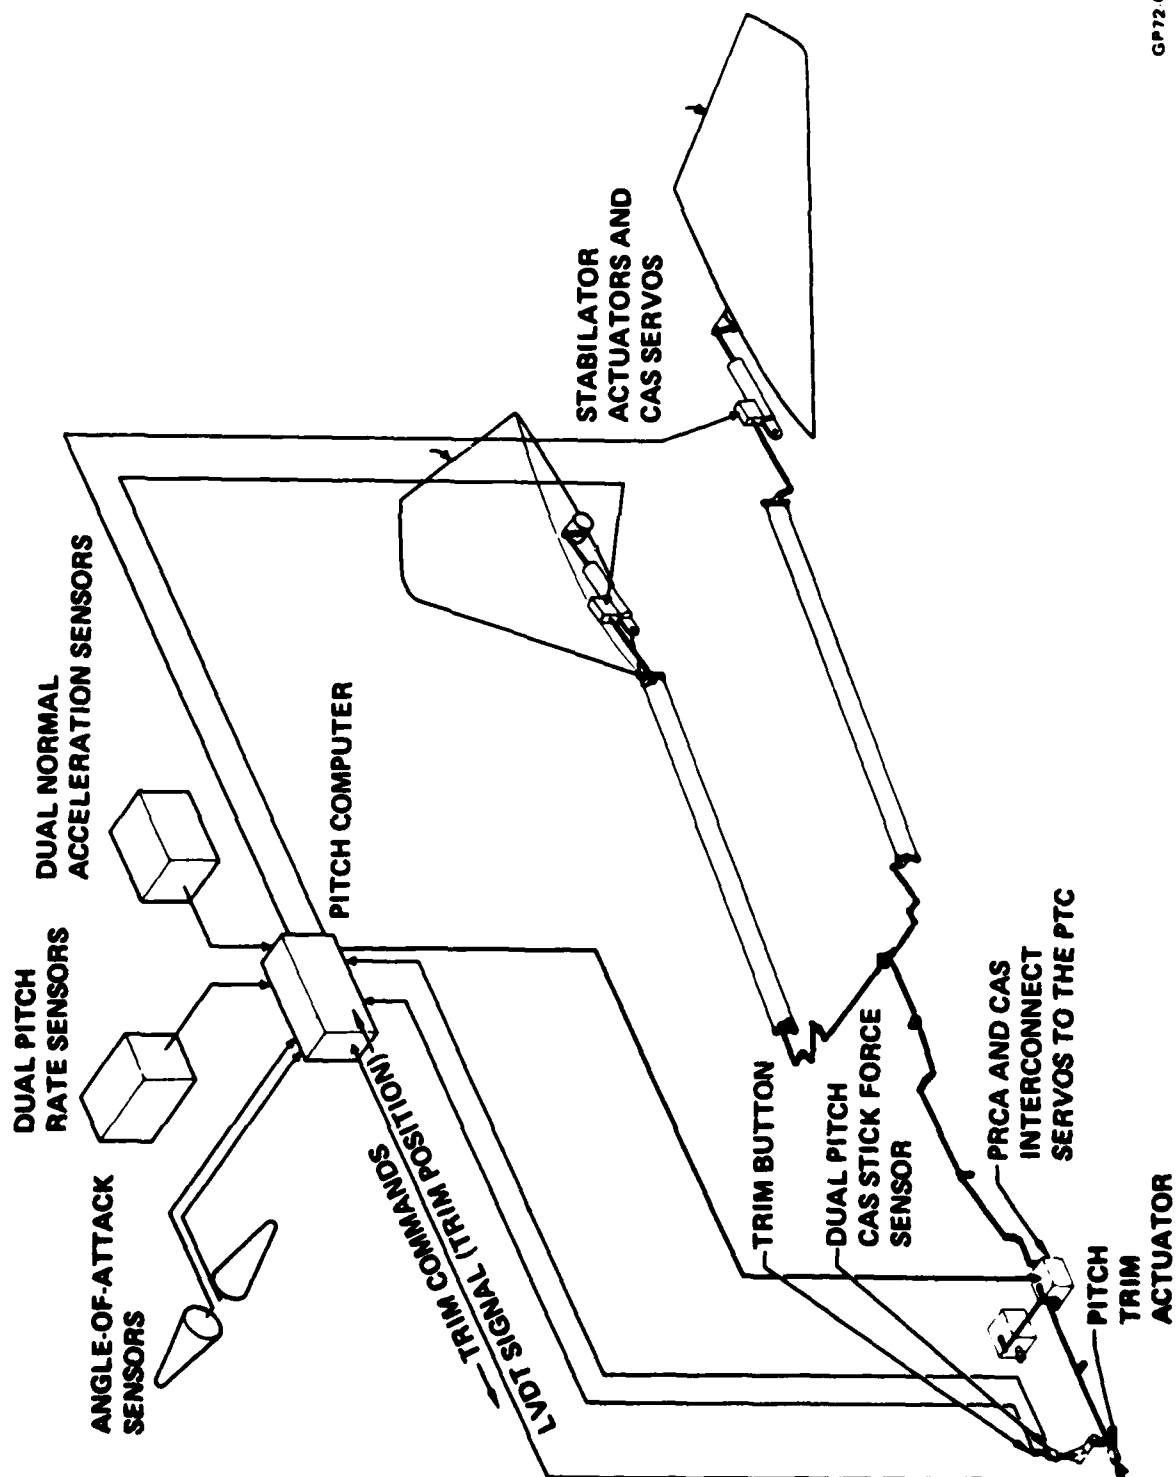 DUAL PITCH
RATE SENSORS
DUAL NORMAL
ACCELERATION SENSORS
ANGLE-OF-ATTACK
SENSORS
PITCH COMPUTER
TRIM COMMANDS
LVDT SIGNAL (TRIM POSITION)
STABILATOR
ACTUATORS AND
CAS SERVOS
TRIM BUTTON
DUAL PITCH
CAS STICK FORCE
SENSOR
PRCA AND CAS
INTERCONNECT
SERVOS TO THE PTC
PITCH
TRIM
ACTUATOR